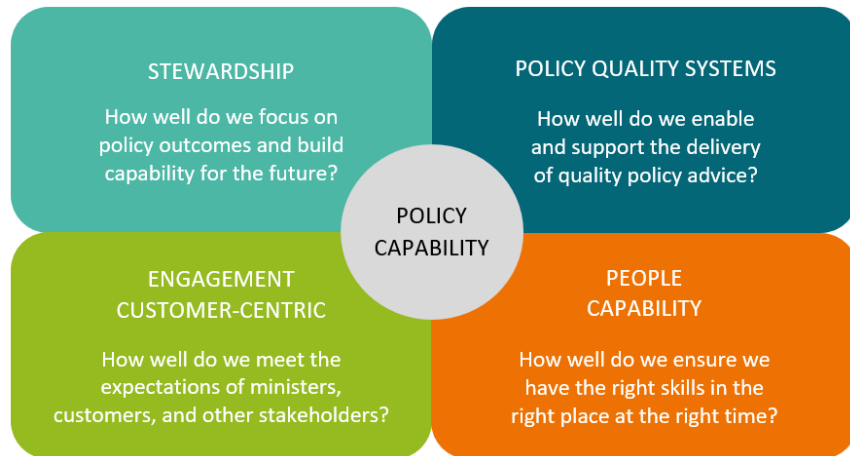 STEWARDSHIP
How well do we focus on
policy outcomes and build
capability for the future?
POLICY QUALITY SYSTEMS
How well do we enable
and support the delivery
of quality policy advice?
POLICY
CAPABILITY
ENGAGEMENT
CUSTOMER-CENTRIC
How well do we meet the
expectations of ministers,
customers, and other stakeholders?
PEOPLE
CAPABILITY
How well do we ensure we
have the right skills in the
right place at the right time?